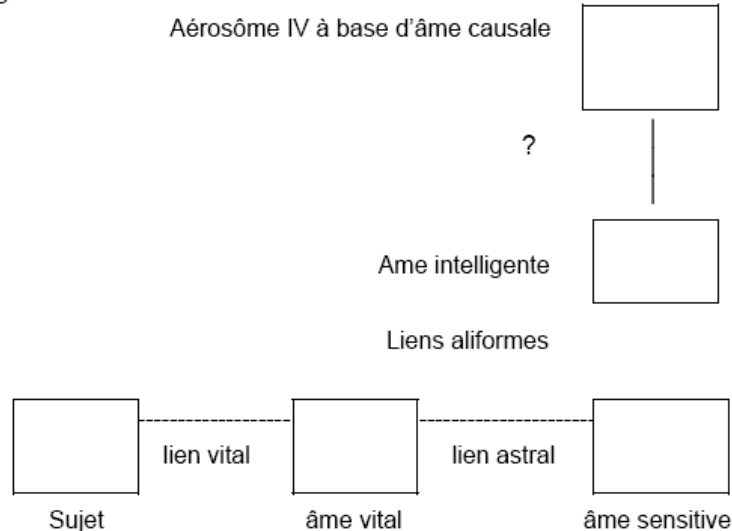 Aérosôme IV à base d'âme causale
?
Ame intelligente
Liens aliformes
lien vital
lien astral
Sujet
âme vital
âme sensitive